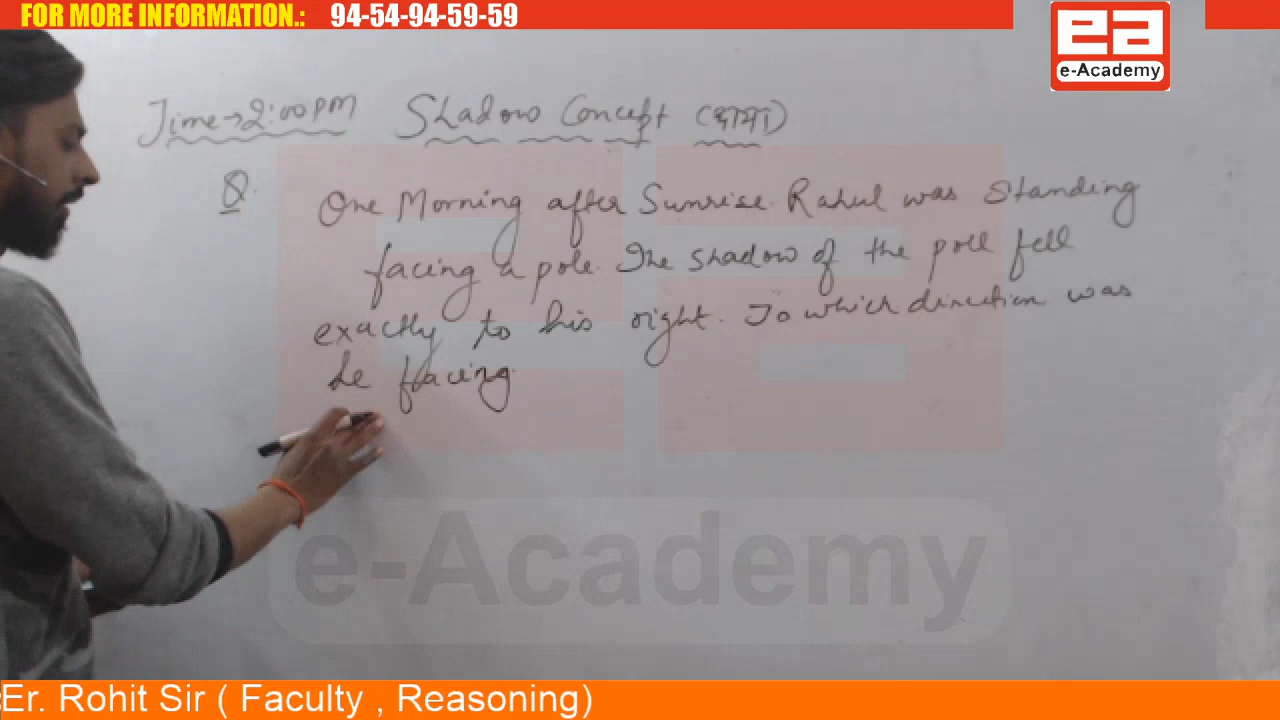 FOR MORE INFORMATION.: 94-54-94-59-59
ea
e-Academy
Time→2:00PM Shadow Concept (छाया)
Q.
One Morning after Sunrise. Rahul was Standing
facing a pole. The shadow of the poll fell
exactly to his right. To which direction was
he facing.
e-Academy
Er. Rohit Sir ( Faculty , Reasoning)